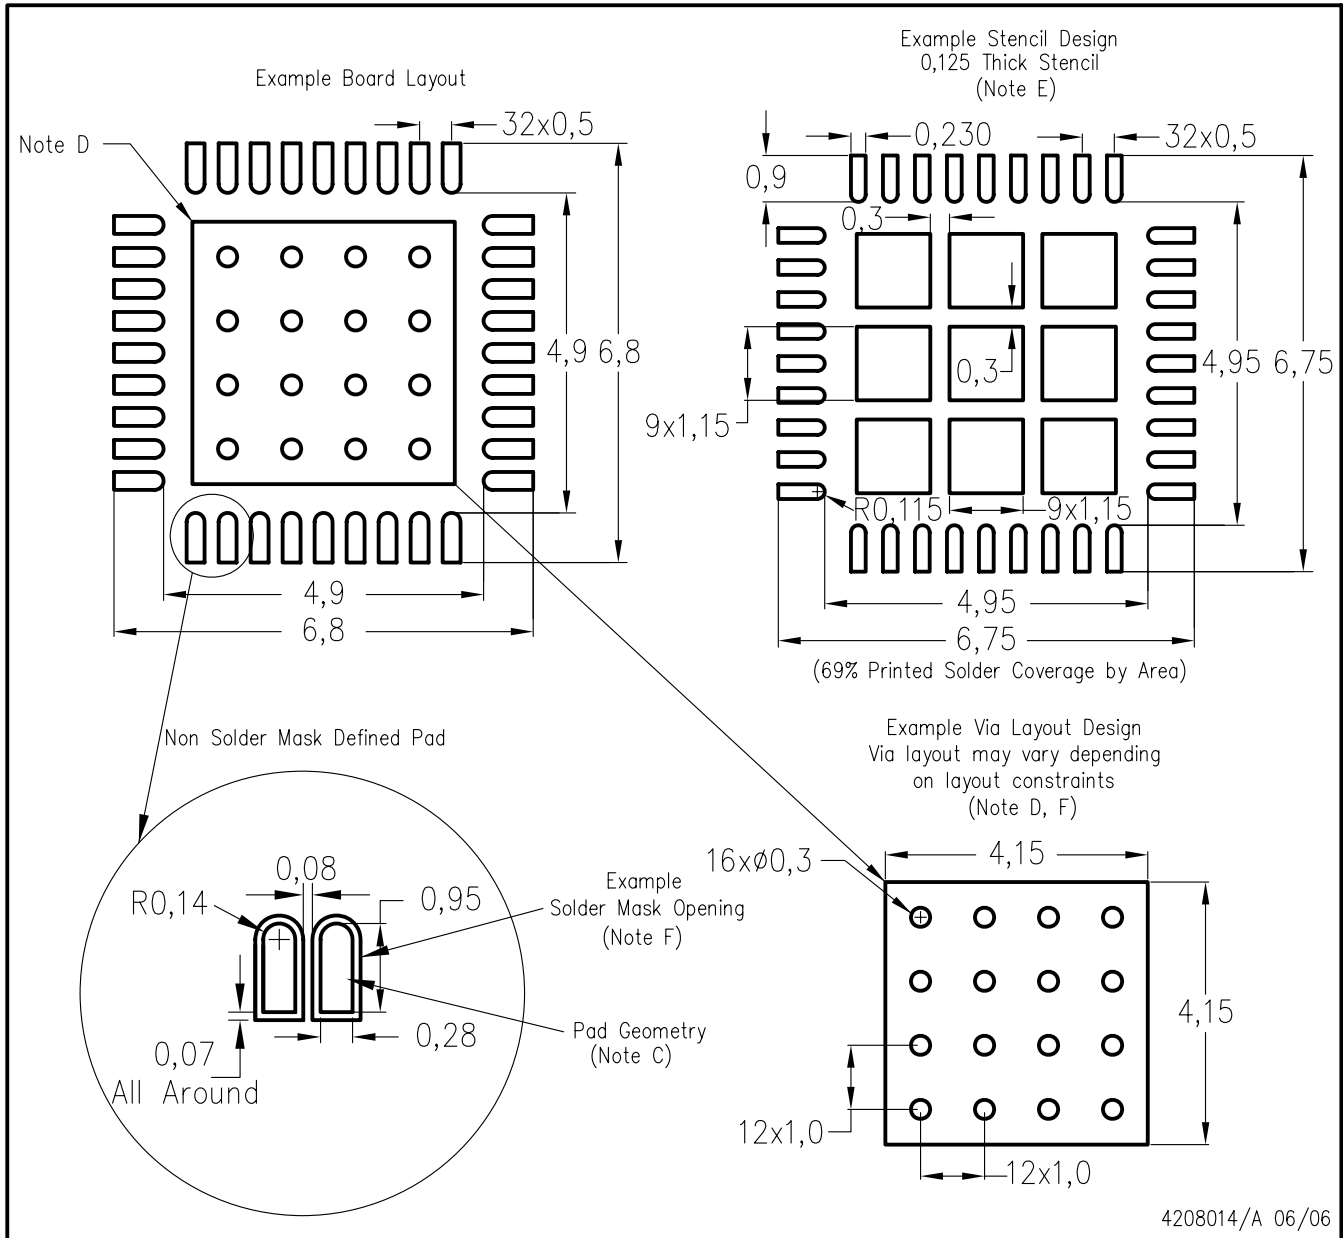 Example Board Layout
Note D
32x0,5
4,9
6,8
4,9
6,8
Example Stencil Design
0,125 Thick Stencil
(Note E)
0,230
32x0,5
0,9
0,3
0,3
9x1,15
4,95
6,75
R0,115
9x1,15
4,95
6,75
(69% Printed Solder Coverage by Area)
Non Solder Mask Defined Pad
0,08
R0,14
0,95
Example
Solder Mask Opening
(Note F)
0,07
All Around
0,28
Pad Geometry
(Note C)
Example Via Layout Design
Via layout may vary depending
on layout constraints
(Note D, F)
16xø0,3
4,15
4,15
12x1,0
12x1,0
4208014/A 06/06